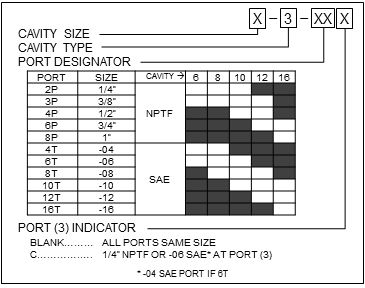 X - 3 - XX X
CAVITY SIZE
CAVITY TYPE
PORT DESIGNATOR
PORT SIZE CAVITY → 6 8 10 12 16
2P 1/4"
3P 3/8"
4P 1/2" NPTF
6P 3/4"
8P 1"
4T -04
6T -06
8T -08 SAE
10T -10
12T -12
16T -16
PORT (3) INDICATOR
BLANK......... ALL PORTS SAME SIZE
C................ 1/4" NPTF OR -06 SAE* AT PORT (3)
* -04 SAE PORT IF 6T